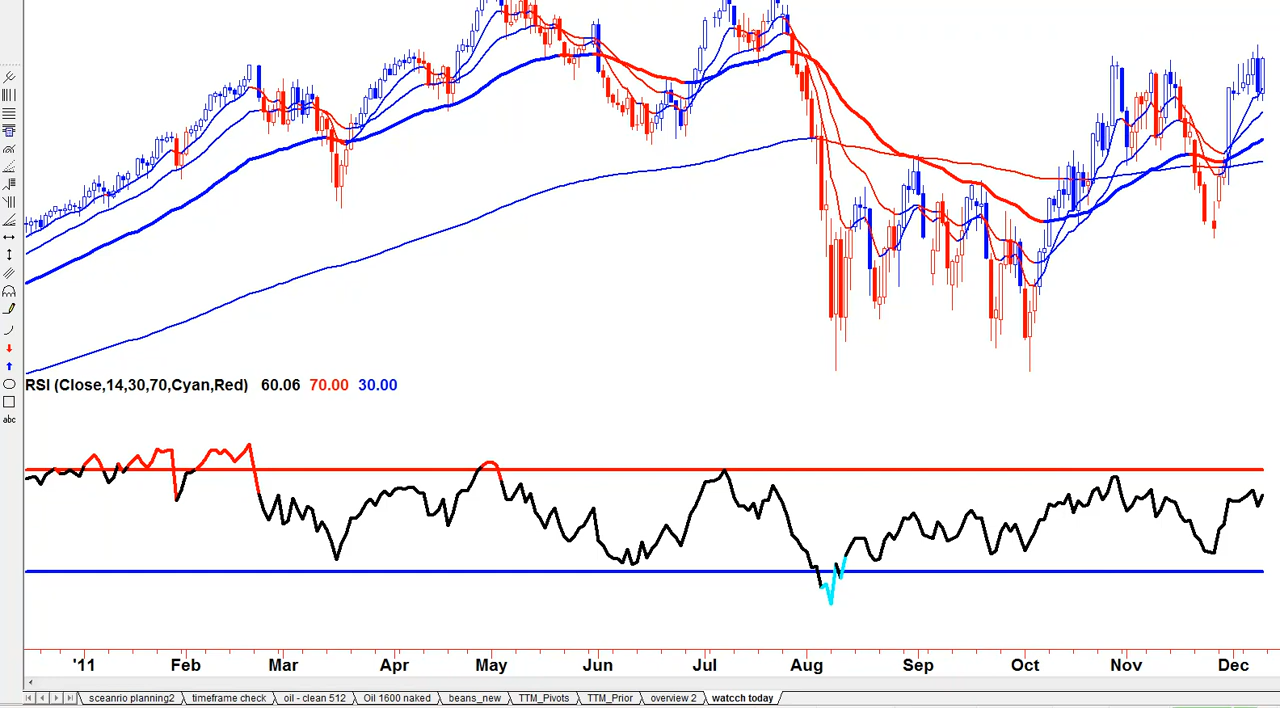 abc
RSI (Close,14,30,70,Cyan,Red) 60.06 70.00 30.00
'11 Feb Mar Apr May Jun Jul Aug Sep Oct Nov Dec
sceanrio planning2 timeframe check oil - clean 512 Oil 1600 naked beans_new TTM_Pivots TTM_Prior overview 2 watcch today